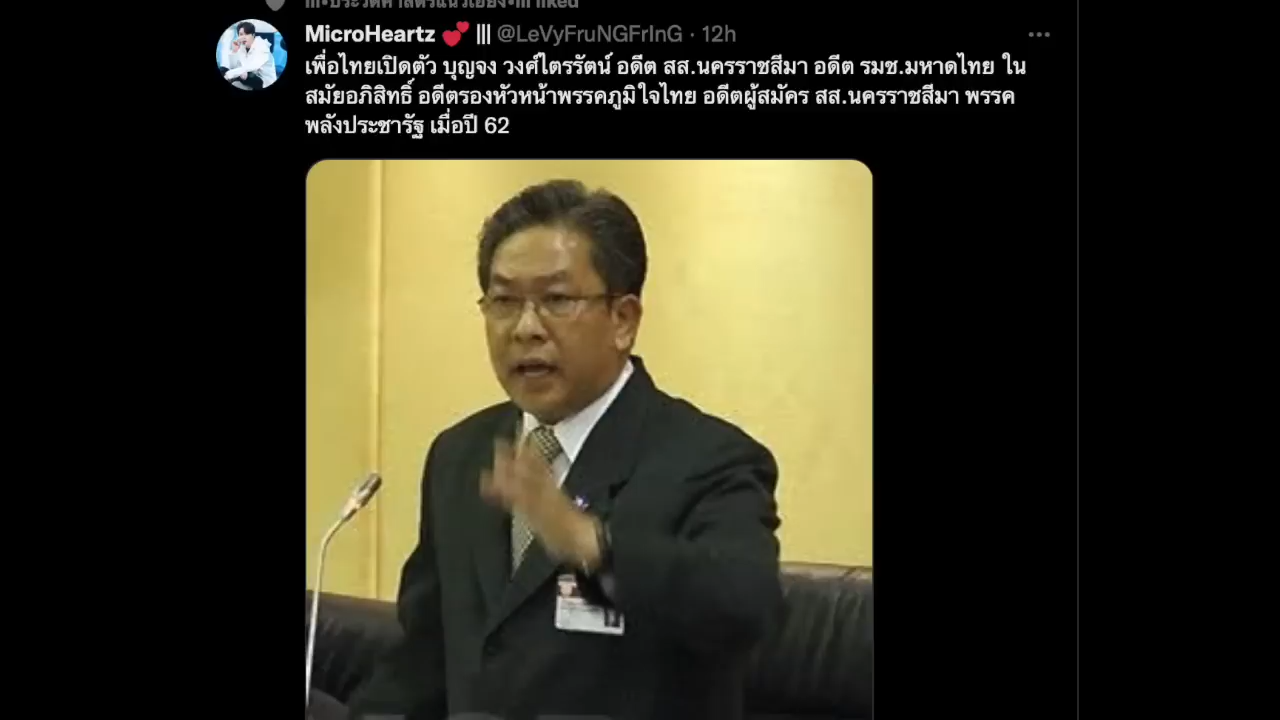 liked
MicroHeartz 💕 ||| @LeVyFruNGFrInG · 12h
เพื่อไทยเปิดตัว บุญจง วงศ์ไตรรัตน์ อดีต สส.นครราชสีมา อดีต รมช.มหาดไทย ใน
สมัยอภิสิทธิ์ อดีตรองหัวหน้าพรรคภูมิใจไทย อดีตผู้สมัคร สส.นครราชสีมา พรรค
พลังประชารัฐ เมื่อปี 62